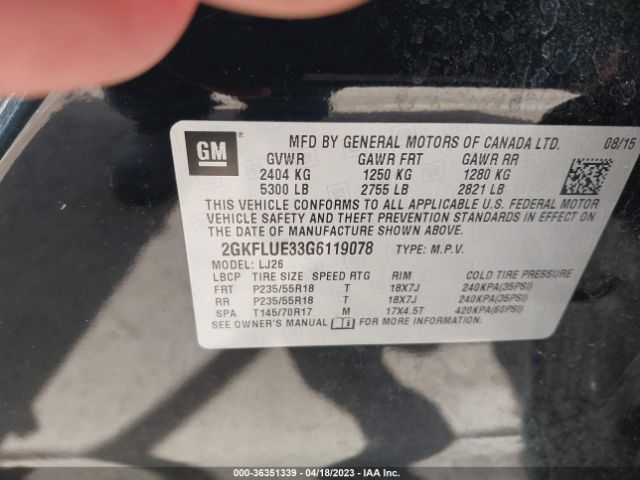 GM
MFD BY GENERAL MOTORS OF CANADA LTD. 08/15
GVWR GAWR FRT GAWR RR
2404 KG 1250 KG 1280 KG
5300 LB 2755 LB 2821 LB
THIS VEHICLE CONFORMS TO ALL APPLICABLE U.S. FEDERAL MOTOR
VEHICLE SAFETY AND THEFT PREVENTION STANDARDS IN EFFECT ON
THE DATE OF MANUFACTURE SHOWN ABOVE.
2GKFLUE33G6119078 TYPE: M.P.V.
MODEL: LJ26
LBCP TIRE SIZE SPEED RTG RIM COLD TIRE PRESSURE
FRT P235/55R18 T 18X7J 240KPA(35PSI)
RR P235/55R18 T 18X7J 240KPA(35PSI)
SPA T145/70R17 M 17X4.5T 420KPA(60PSI)
SEE OWNER'S MANUAL FOR MORE INFORMATION.
000-36351339 - 04/18/2023 - IAA Inc.